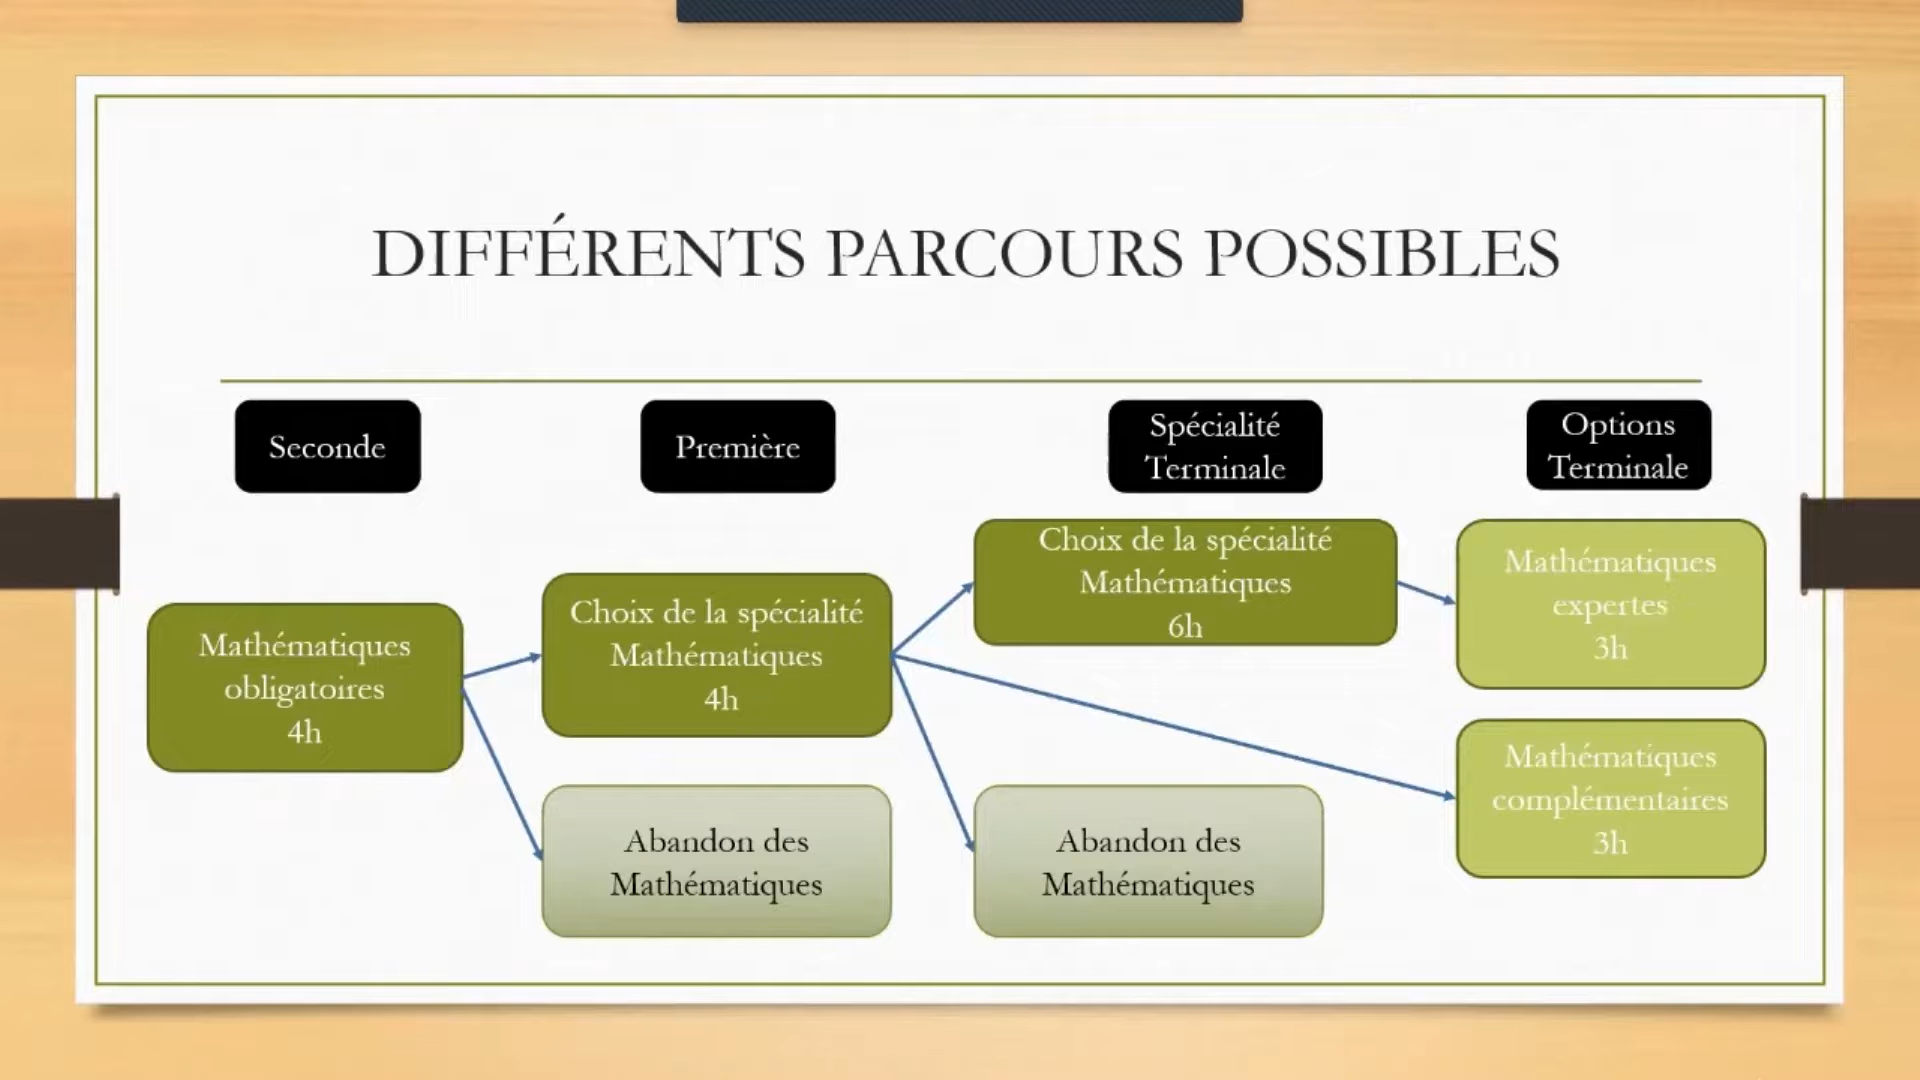 DIFFÉRENTS PARCOURS POSSIBLES
Seconde
Première
Spécialité
Terminale
Options
Terminale
Mathématiques
obligatoires
4h
Choix de la spécialité
Mathématiques
4h
Abandon des
Mathématiques
Choix de la spécialité
Mathématiques
6h
Abandon des
Mathématiques
Mathématiques
expertes
3h
Mathématiques
complémentaires
3h